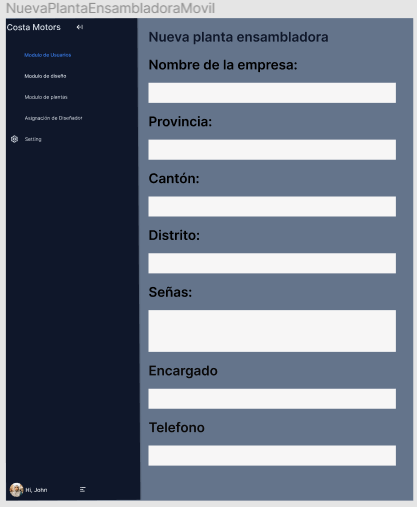 NuevaPlantaEnsambladoraMovil
Costa Motors
Modulo de Usuarios
Modulo de diseño
Modulo de plantas
Asignación de Diseñador
Setting
Hi, John
Nueva planta ensambladora
Nombre de la empresa:
Provincia:
Cantón:
Distrito:
Señas:
Encargado
Telefono